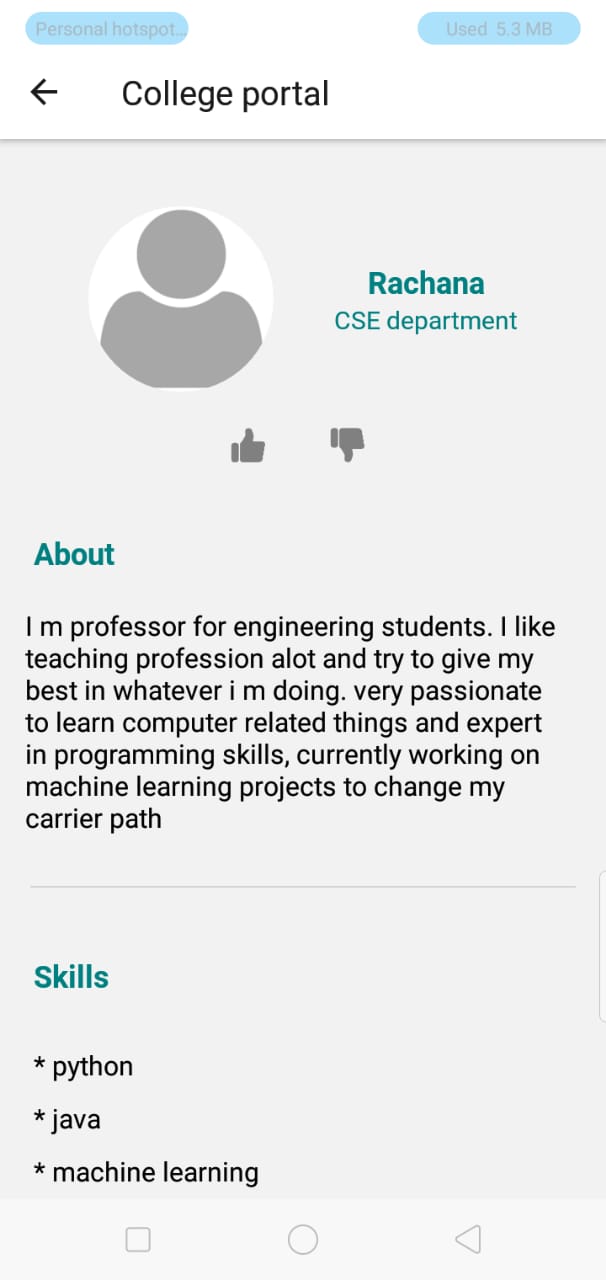 Personal hotspot...
Used 5.3 MB
College portal
Rachana
CSE department
About
I m professor for engineering students. I like
teaching profession alot and try to give my
best in whatever i m doing. very passionate
to learn computer related things and expert
in programming skills, currently working on
machine learning projects to change my
carrier path
Skills
* python
* java
* machine learning